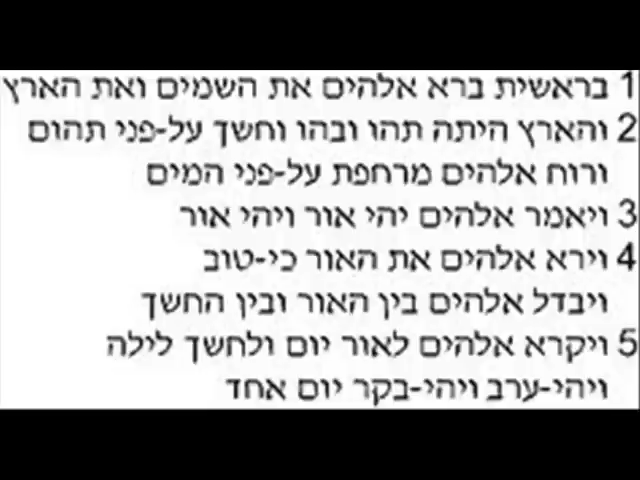 1 בראשית ברא אלהים את השמים ואת הארץ
2 והארץ היתה תהו ובהו וחשך על-פני תהום
ורוח אלהים מרחפת על-פני המים
3 ויאמר אלהים יהי אור ויהי אור
4 וירא אלהים את האור כי-טוב
ויבדל אלהים בין האור ובין החשך
5 ויקרא אלהים לאור יום ולחשך לילה
ויהי-ערב ויהי-בקר יום אחד